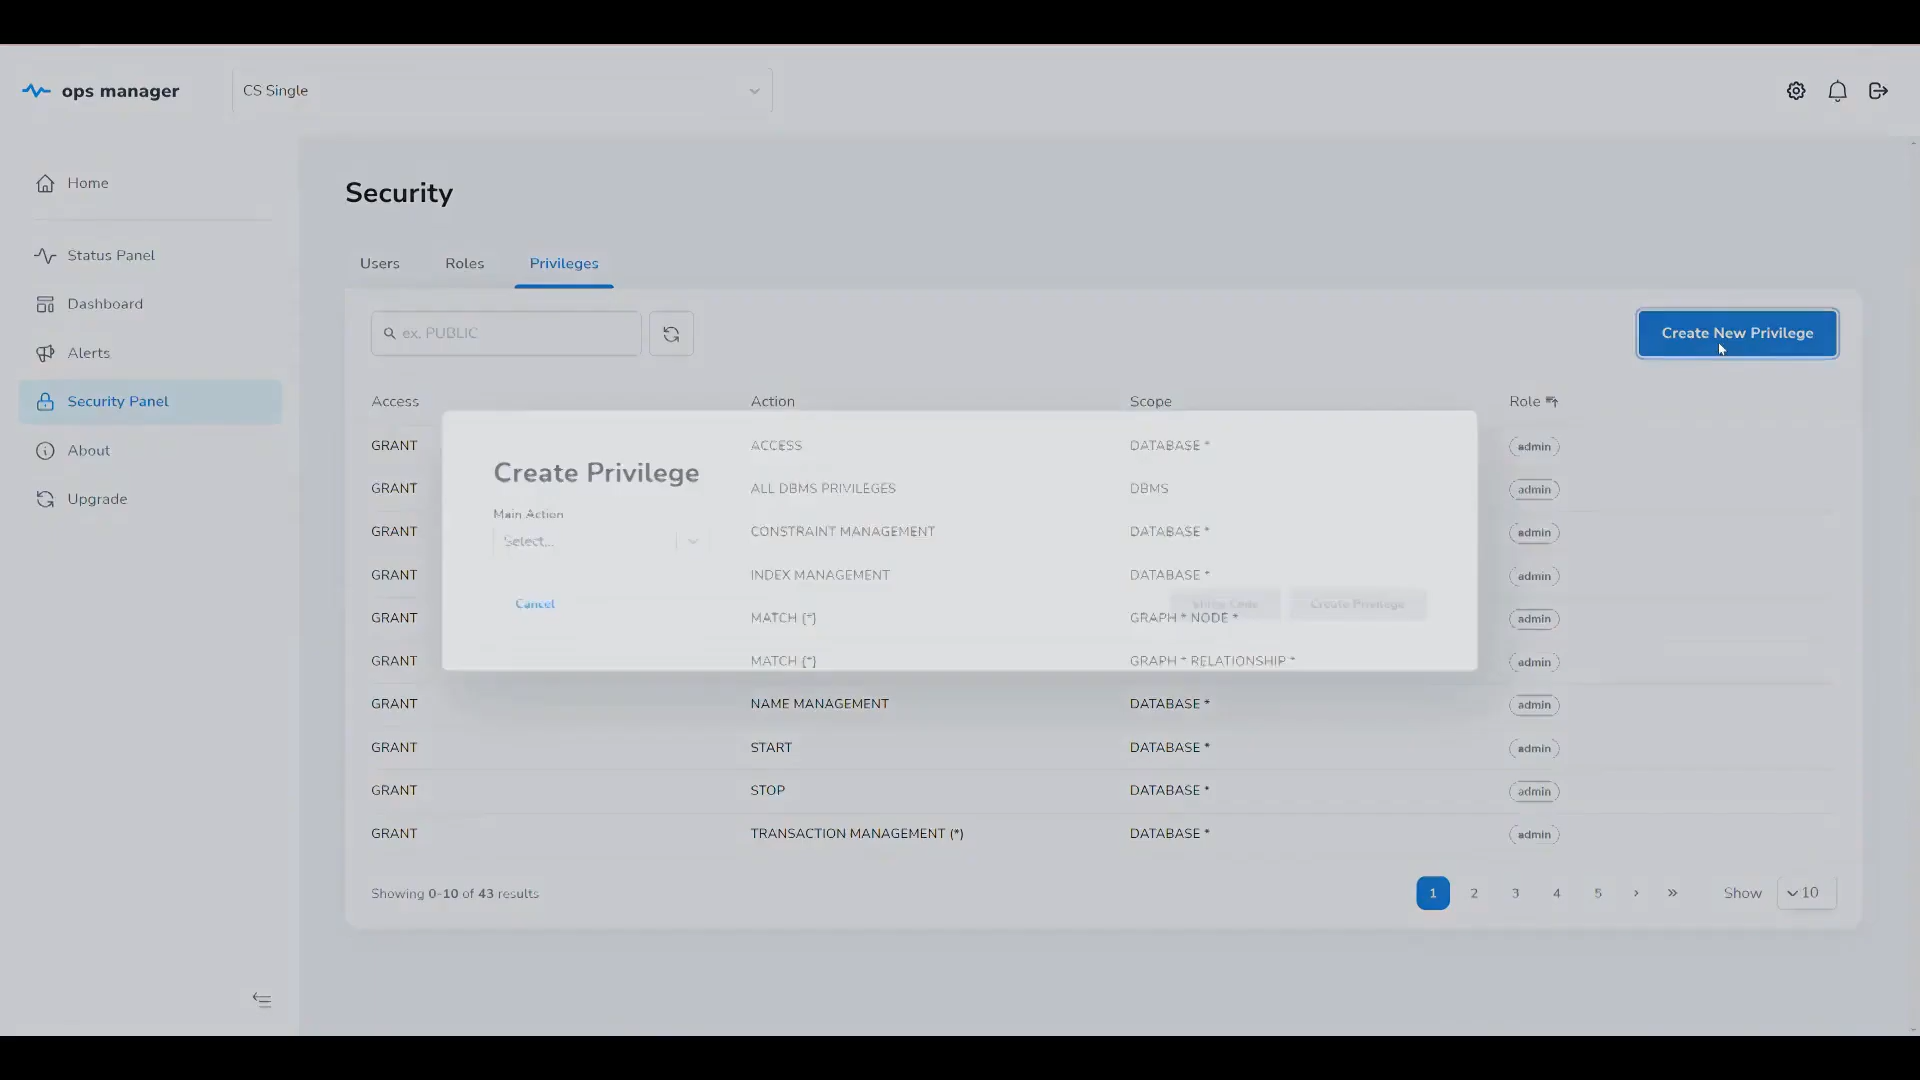 ops manager
CS Single
Home
Status Panel
Dashboard
Alerts
Security Panel
About
Upgrade
Security
Users Roles Privileges
ex. PUBLIC
Create New Privilege
Access Action Scope Role
GRANT ACCESS DATABASE * admin
Create Privilege
GRANT ALL DBMS PRIVILEGES DBMS admin
Main Action
GRANT CONSTRAINT MANAGEMENT DATABASE * admin
Select...
GRANT INDEX MANAGEMENT DATABASE * admin
Cancel Show Code Create Privilege
GRANT MATCH {*} GRAPH * NODE * admin
GRANT MATCH {*} GRAPH * RELATIONSHIP * admin
GRANT NAME MANAGEMENT DATABASE * admin
GRANT START DATABASE * admin
GRANT STOP DATABASE * admin
GRANT TRANSACTION MANAGEMENT (*) DATABASE * admin
Showing 0-10 of 43 results 1 2 3 4 5 › » Show 10